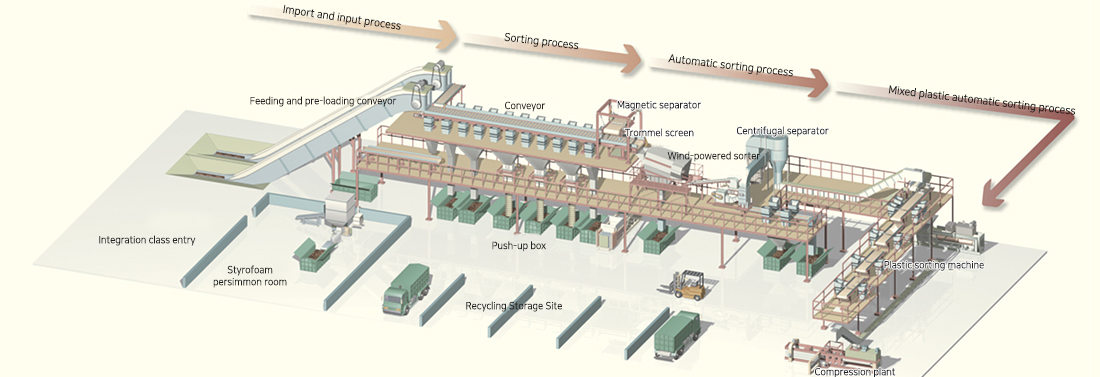 Import and input process
Sorting process
Automatic sorting process
Mixed plastic automatic sorting process
Feeding and pre-loading conveyor
Conveyor
Magnetic separator
Trommel screen
Centrifugal separator
Wind-powered sorter
Integration class entry
Push-up box
Styrofoam
persimmon room
Plastic sorting machine
Recycling Storage Site
Compression plant